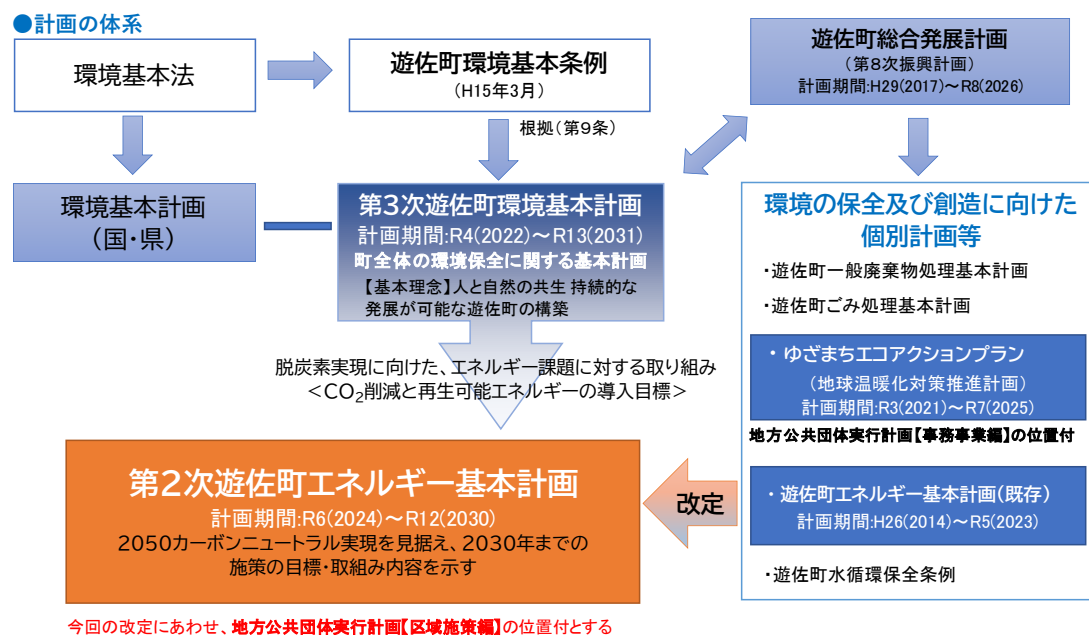 ●計画の体系
環境基本法
遊佐町環境基本条例
（H15年3月）
遊佐町総合発展計画
（第８次振興計画）
計画期間:H29(2017)～R8(2026)
根拠（第９条）
環境基本計画
（国・県）
第３次遊佐町環境基本計画
計画期間:R4(2022)～R13(2031)
町全体の環境保全に関する基本計画
【基本理念】人と自然の共生 持続的な
発展が可能な遊佐町の構築
環境の保全及び創造に向けた
個別計画等
・遊佐町一般廃棄物処理基本計画
・遊佐町ごみ処理基本計画
・ゆざまちエコアクションプラン
（地球温暖化対策推進計画）
計画期間:R3(2021)～R7(2025)
地方公共団体実行計画【事務事業編】の位置付
・遊佐町エネルギー基本計画(既存)
計画期間:H26(2014)～R5(2023)
・遊佐町水循環保全条例
脱炭素実現に向けた、エネルギー課題に対する取り組み
＜CO₂削減と再生可能エネルギーの導入目標＞
改定
第２次遊佐町エネルギー基本計画
計画期間:R6(2024)～R12(2030)
2050カーボンニュートラル実現を見据え、2030年までの
施策の目標・取組み内容を示す
今回の改定にあわせ、地方公共団体実行計画【区域施策編】の位置付とする